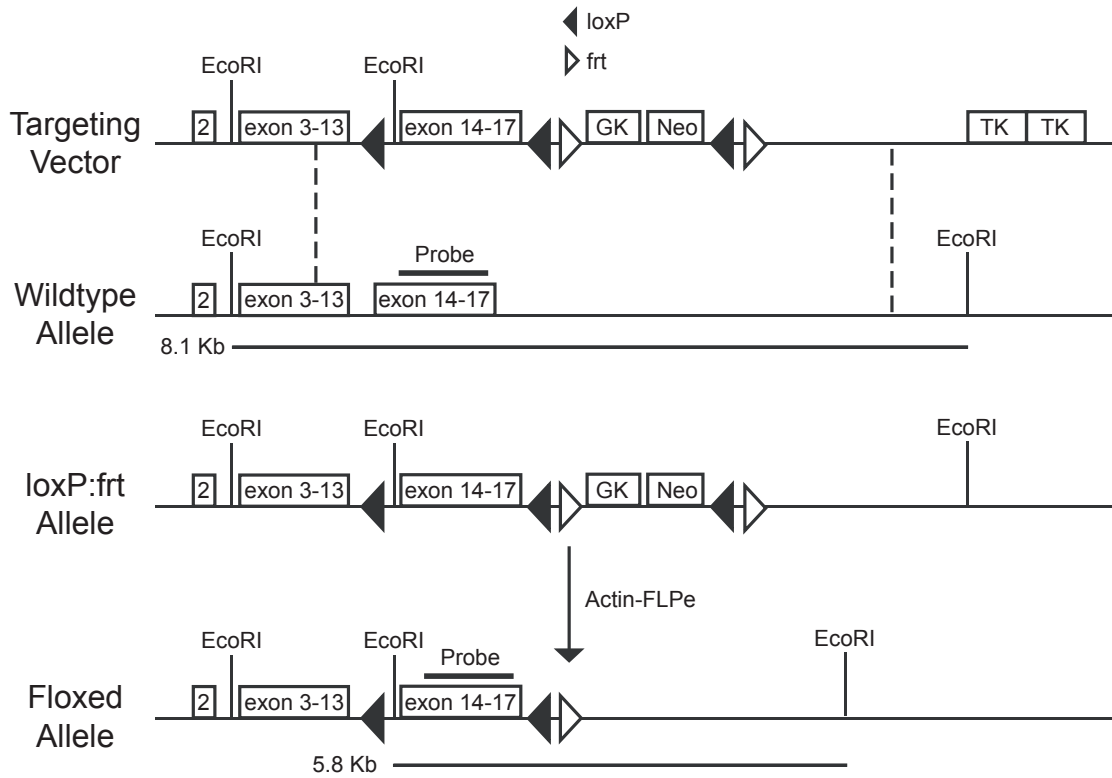 loxP
frt
EcoRI EcoRI
Targeting
Vector
2 exon 3-13 exon 14-17 GK Neo TK TK
EcoRI EcoRI
Probe
Wildtype
Allele
2 exon 3-13 exon 14-17
8.1 Kb
EcoRI EcoRI EcoRI
loxP:frt
Allele
2 exon 3-13 exon 14-17 GK Neo
Actin-FLPe
EcoRI EcoRI EcoRI
Probe
Floxed
Allele
2 exon 3-13 exon 14-17
5.8 Kb